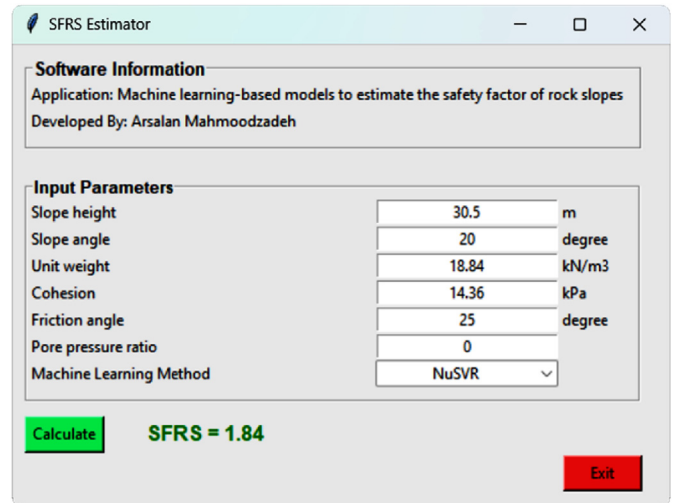 SFRS Estimator
Software Information
Application: Machine learning-based models to estimate the safety factor of rock slopes
Developed By: Arsalan Mahmoodzadeh
Input Parameters
Slope height 30.5 m
Slope angle 20 degree
Unit weight 18.84 kN/m3
Cohesion 14.36 kPa
Friction angle 25 degree
Pore pressure ratio 0
Machine Learning Method NuSVR
Calculate SFRS = 1.84
Exit